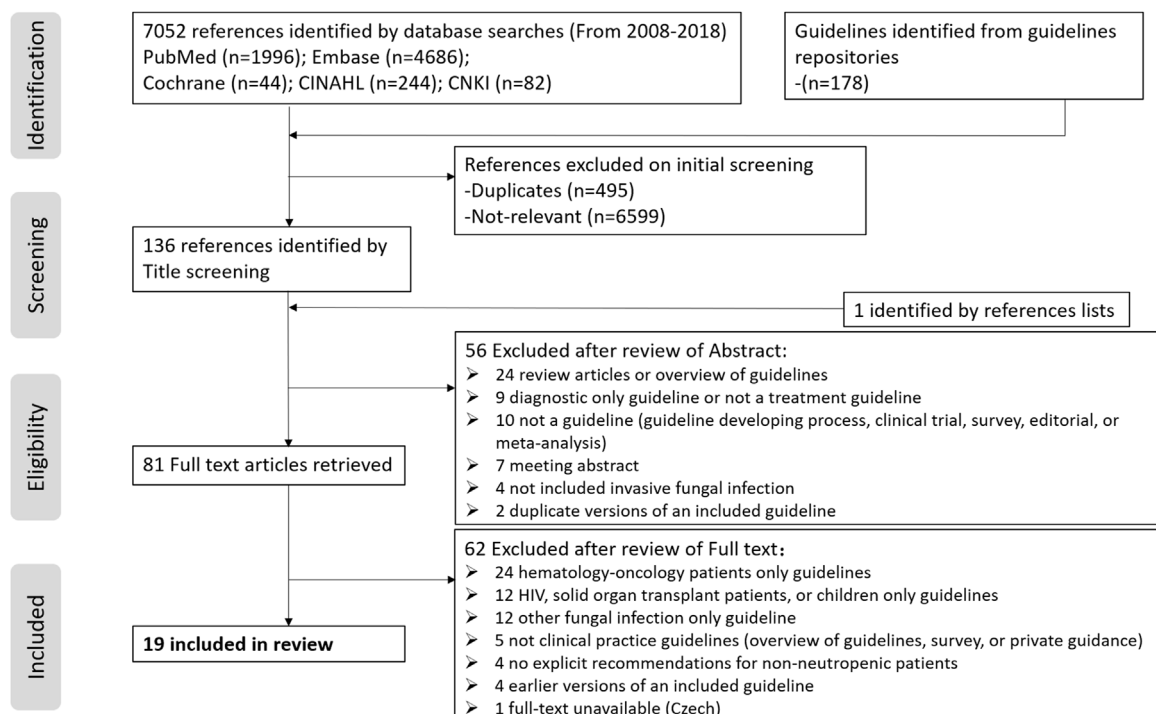 Identification
7052 references identified by database searches (From 2008-2018)
PubMed (n=1996); Embase (n=4686);
Cochrane (n=44); CINAHL (n=244); CNKI (n=82)
Guidelines identified from guidelines
repositories
-(n=178)
References excluded on initial screening
-Duplicates (n=495)
-Not-relevant (n=6599)
Screening
136 references identified by
Title screening
1 identified by references lists
Eligibility
56 Excluded after review of Abstract:
➢ 24 review articles or overview of guidelines
➢ 9 diagnostic only guideline or not a treatment guideline
➢ 10 not a guideline (guideline developing process, clinical trial, survey, editorial, or
meta-analysis)
➢ 7 meeting abstract
➢ 4 not included invasive fungal infection
➢ 2 duplicate versions of an included guideline
81 Full text articles retrieved
Included
62 Excluded after review of Full text：
➢ 24 hematology-oncology patients only guidelines
➢ 12 HIV, solid organ transplant patients, or children only guidelines
➢ 12 other fungal infection only guideline
➢ 5 not clinical practice guidelines (overview of guidelines, survey, or private guidance)
➢ 4 no explicit recommendations for non-neutropenic patients
➢ 4 earlier versions of an included guideline
➢ 1 full-text unavailable (Czech)
19 included in review